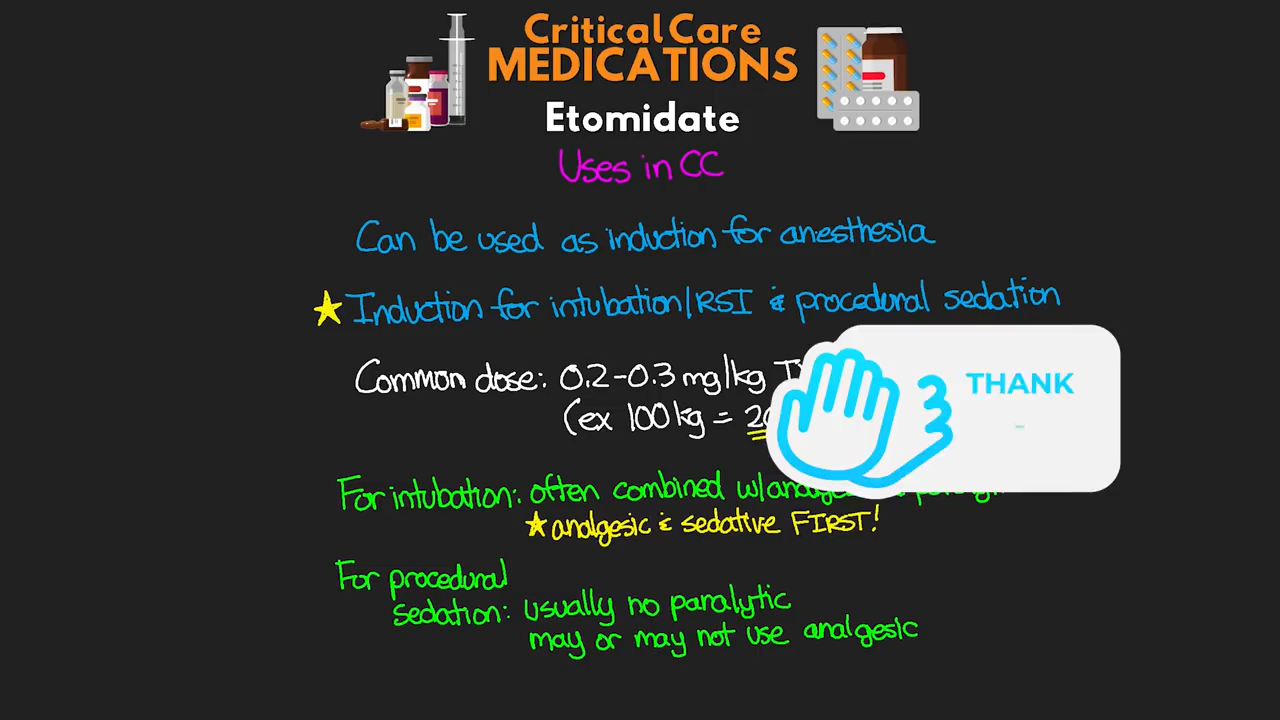 Critical Care
MEDICATIONS
Etomidate
Uses in CC
Can be used as induction for anesthesia
★ Induction for intubation/RSI & procedural sedation
Common dose: 0.2-0.3 mg/kg
(ex 100kg =
THANK
For intubation: often combined
★ analgesic & sedative FIRST!
For procedural
sedation: usually no paralytic
may or may not use analgesic